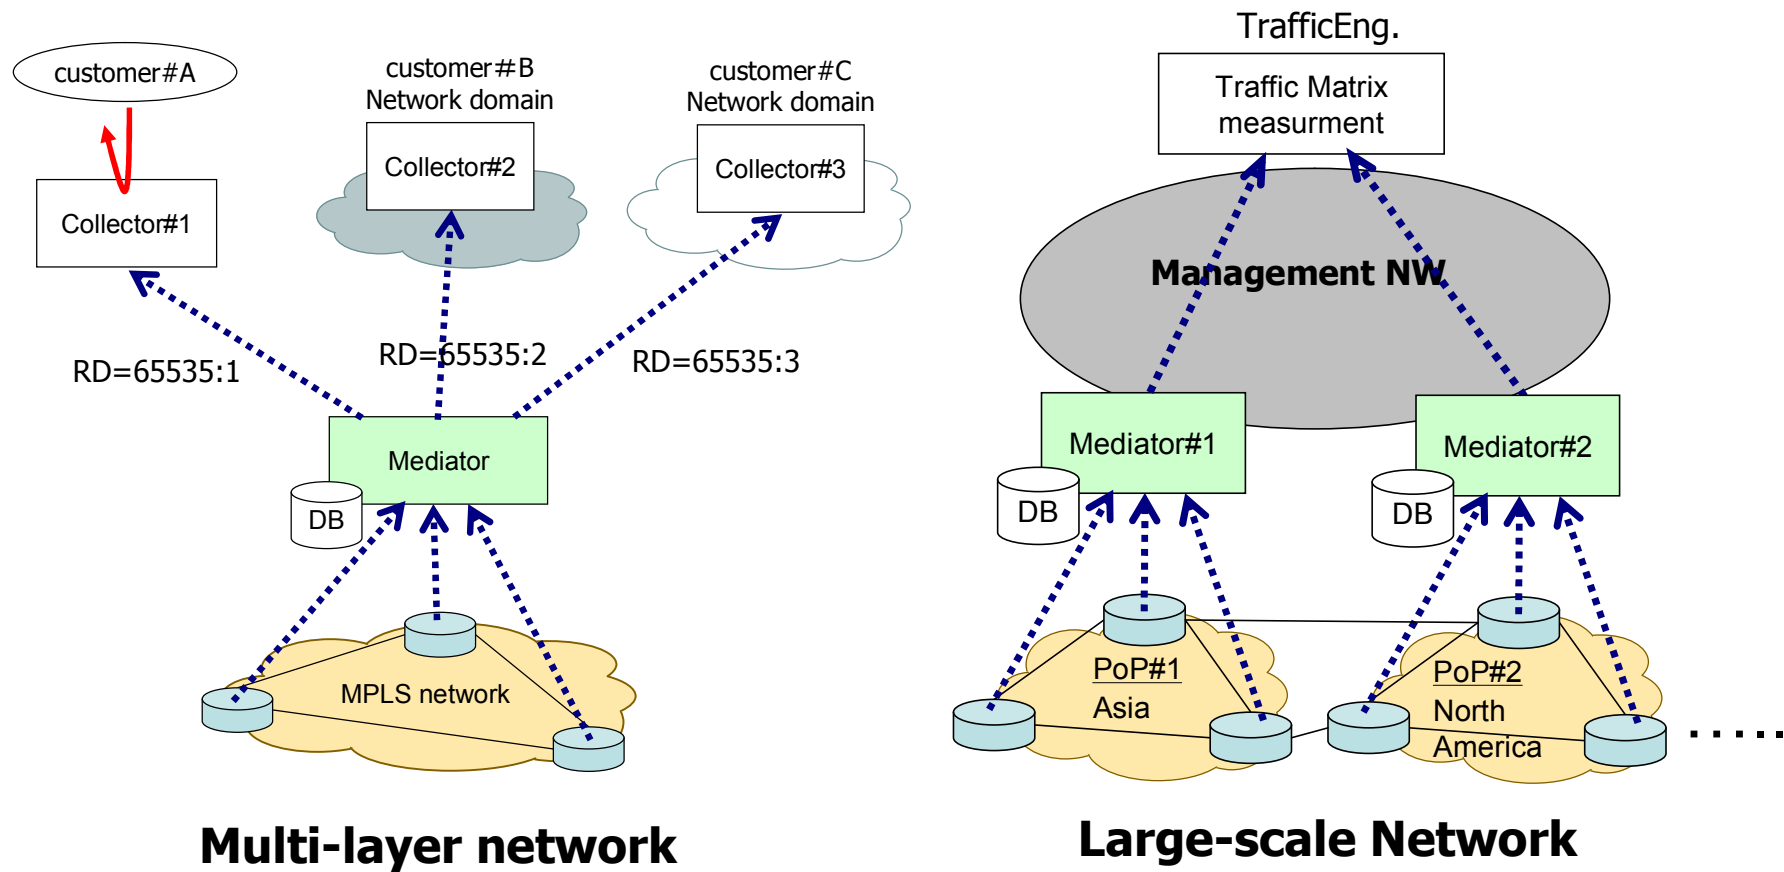 customer#A
customer#B
Network domain
customer#C
Network domain
Collector#1
Collector#2
Collector#3
RD=65535:1
RD=65535:2
RD=65535:3
Mediator
DB
MPLS network
Multi-layer network
TrafficEng.
Traffic Matrix
measurment
Management NW
Mediator#1
Mediator#2
DB
DB
PoP#1
Asia
PoP#2
North
America
Large-scale Network